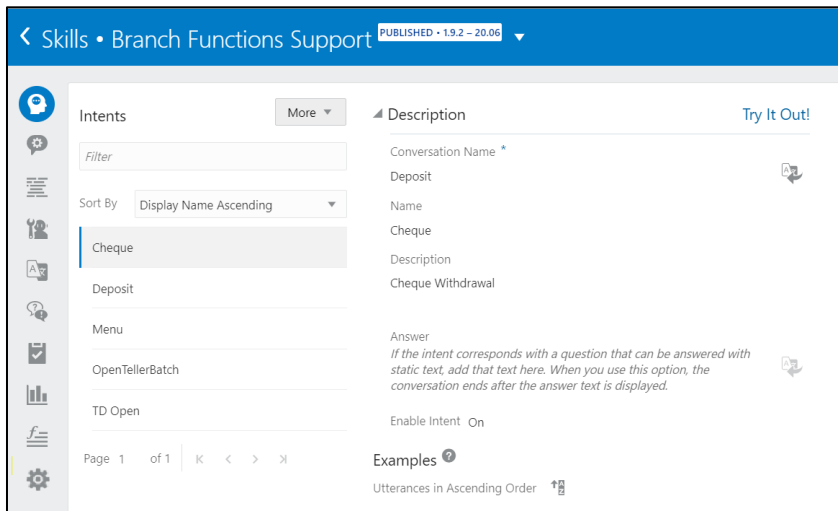 Skills • Branch Functions Support PUBLISHED • 1.9.2 – 20.06
Intents
More
Filter
Sort By Display Name Ascending
Cheque
Deposit
Menu
OpenTellerBatch
TD Open
Page 1 of 1
Description
Try It Out!
Conversation Name *
Deposit
Name
Cheque
Description
Cheque Withdrawal
Answer
If the intent corresponds with a question that can be answered with
static text, add that text here. When you use this option, the
conversation ends after the answer text is displayed.
Enable Intent On
Examples
Utterances in Ascending Order